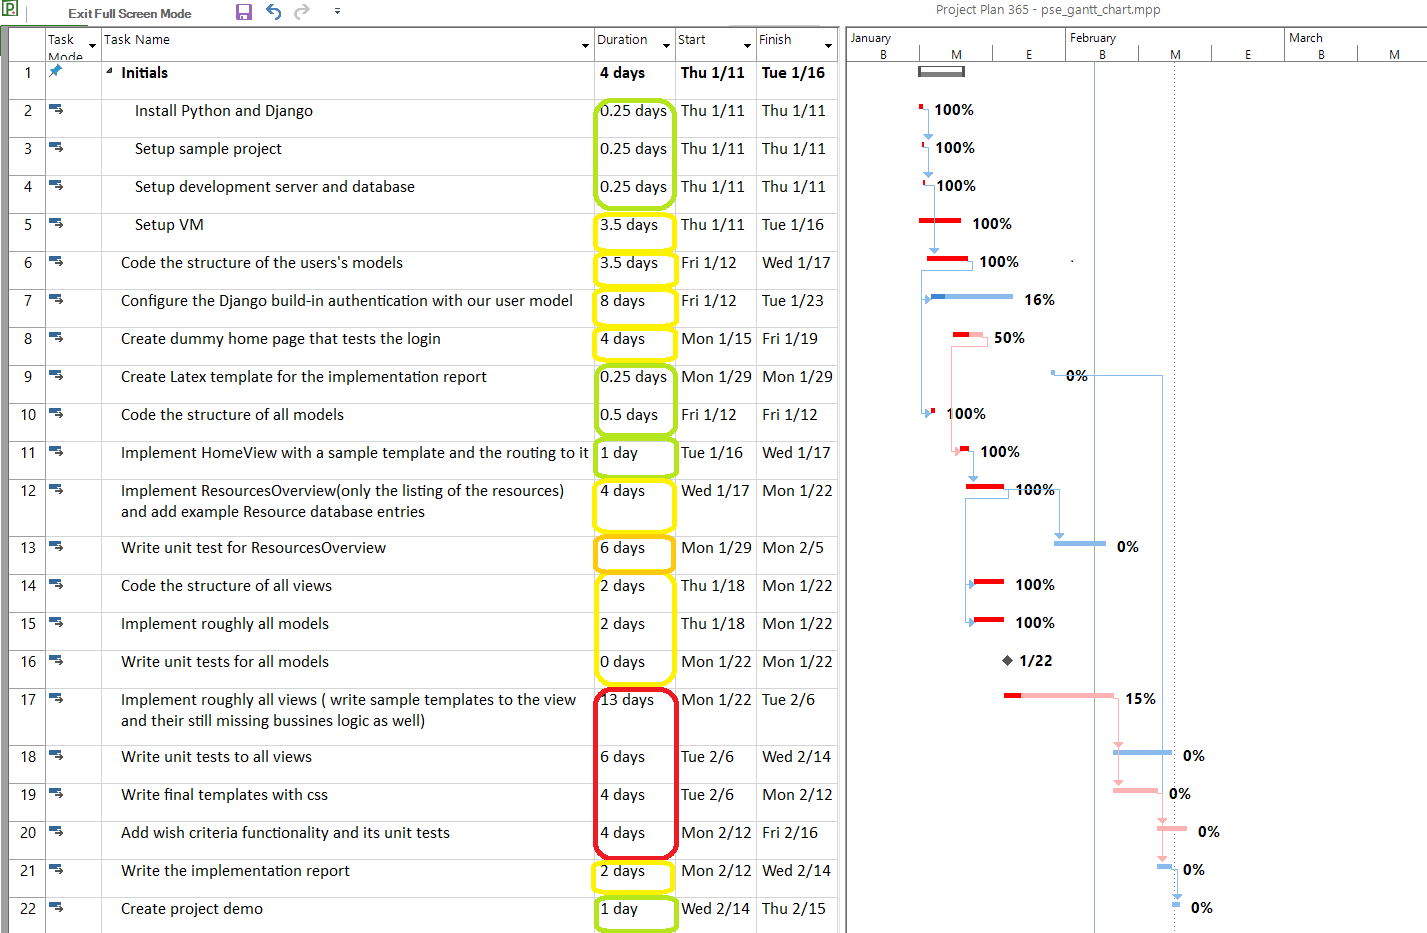 Exit Full Screen Mode
Project Plan 365 - pse_gantt_chart.mpp
Task Mode Task Name Duration Start Finish
January February March
B M E B M E B M
1 Initials 4 days Thu 1/11 Tue 1/16
2 Install Python and Django 0.25 days Thu 1/11 Thu 1/11 100%
3 Setup sample project 0.25 days Thu 1/11 Thu 1/11 100%
4 Setup development server and database 0.25 days Thu 1/11 Thu 1/11 100%
5 Setup VM 3.5 days Thu 1/11 Tue 1/16 100%
6 Code the structure of the users's models 3.5 days Fri 1/12 Wed 1/17 100%
7 Configure the Django build-in authentication with our user model 8 days Fri 1/12 Tue 1/23 16%
8 Create dummy home page that tests the login 4 days Mon 1/15 Fri 1/19 50%
9 Create Latex template for the implementation report 0.25 days Mon 1/29 Mon 1/29 0%
10 Code the structure of all models 0.5 days Fri 1/12 Fri 1/12 100%
11 Implement HomeView with a sample template and the routing to it 1 day Tue 1/16 Wed 1/17 100%
12 Implement ResourcesOverview(only the listing of the resources) 4 days Wed 1/17 Mon 1/22 100%
and add example Resource database entries
13 Write unit test for ResourcesOverview 6 days Mon 1/29 Mon 2/5 0%
14 Code the structure of all views 2 days Thu 1/18 Mon 1/22 100%
15 Implement roughly all models 2 days Thu 1/18 Mon 1/22 100%
16 Write unit tests for all models 0 days Mon 1/22 Mon 1/22 1/22
17 Implement roughly all views ( write sample templates to the view 13 days Mon 1/22 Tue 2/6 15%
and their still missing bussines logic as well)
18 Write unit tests to all views 6 days Tue 2/6 Wed 2/14 0%
19 Write final templates with css 4 days Tue 2/6 Mon 2/12 0%
20 Add wish criteria functionality and its unit tests 4 days Mon 2/12 Fri 2/16 0%
21 Write the implementation report 2 days Mon 2/12 Wed 2/14 0%
22 Create project demo 1 day Wed 2/14 Thu 2/15 0%